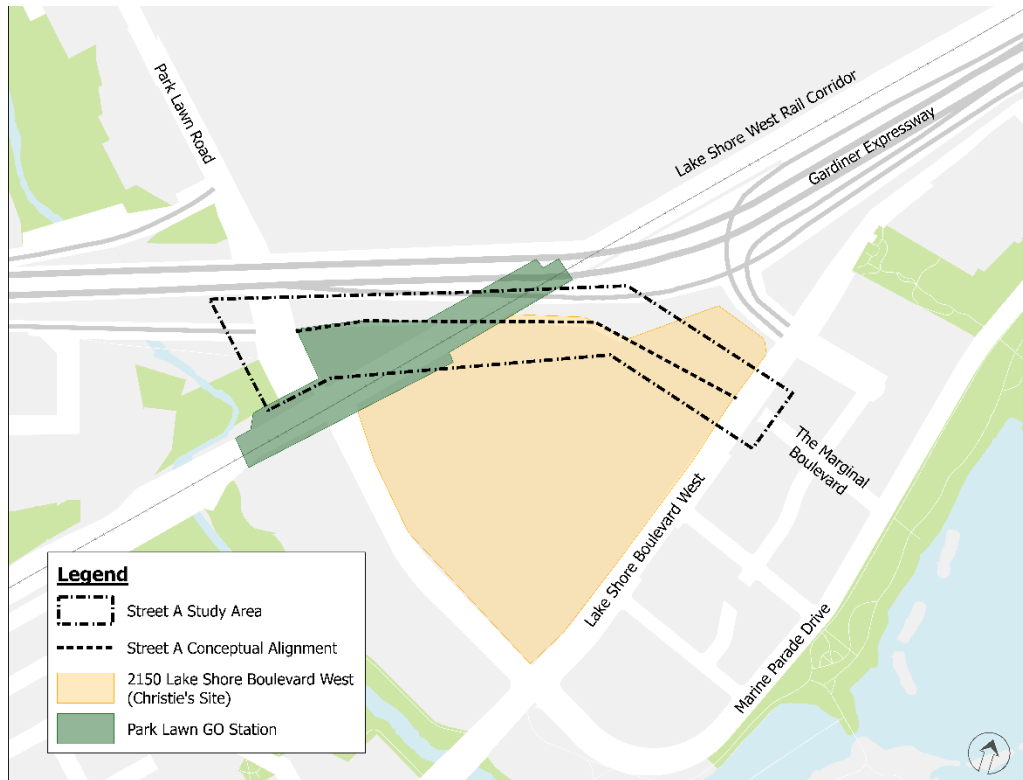 Park Lawn Road
Lake Shore West Rail Corridor
Gardiner Expressway
The Marginal
Boulevard
Lake Shore Boulevard West
Marine Parade Drive
Legend
Street A Study Area
Street A Conceptual Alignment
2150 Lake Shore Boulevard West
(Christie's Site)
Park Lawn GO Station